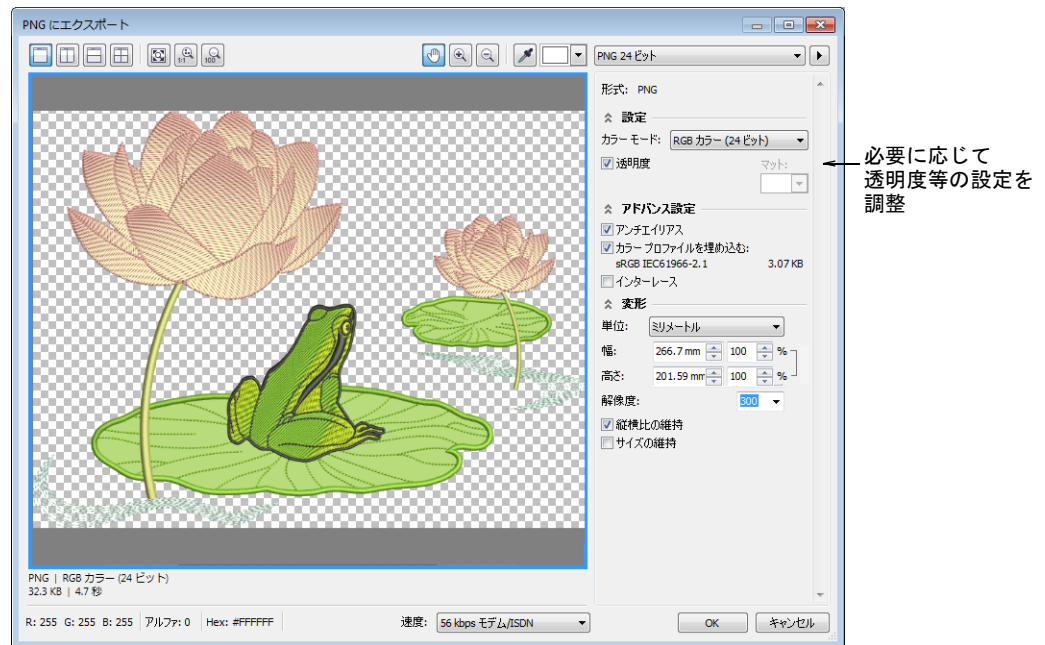 PNG にエクスポート
1:1
100
PNG 24 ビット
形式: PNG
設定
カラー モード: RGB カラー (24 ビット)
透明度
マット:
アドバンス設定
アンチエイリアス
カラー プロファイルを埋め込む:
sRGB IEC61966-2.1 3.07 KB
インターレース
変形
単位: ミリメートル
幅: 266.7 mm 100 %
高さ: 201.59 mm 100 %
解像度: 300
縦横比の維持
サイズの維持
必要に応じて
透明度等の設定を
調整
PNG | RGB カラー (24 ビット)
32.3 KB | 4.7 秒
R: 255 G: 255 B: 255 アルファ: 0 Hex: #FFFFFF
速度: 56 kbps モデム/ISDN
OK キャンセル